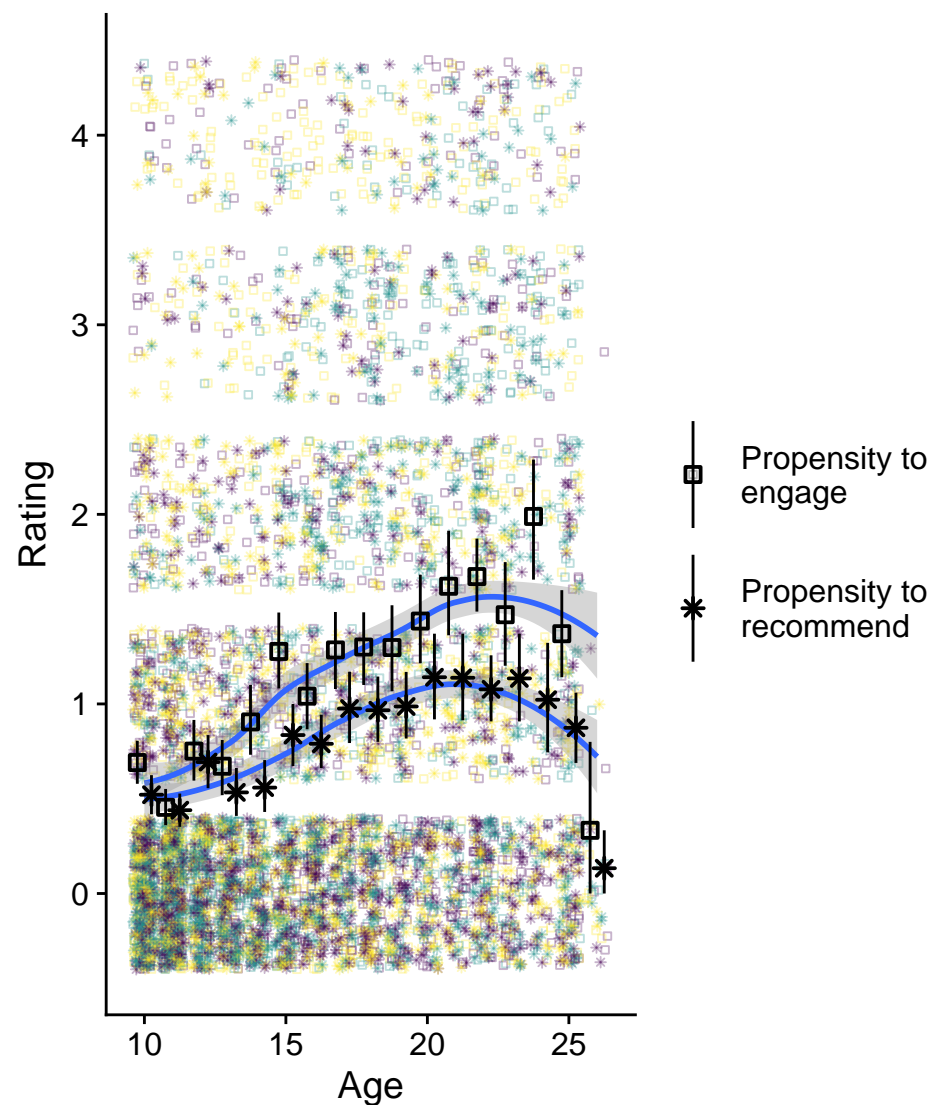 4
3
2
1
0
Rating
10 15 20 25
Age
Propensity to
engage
Propensity to
recommend